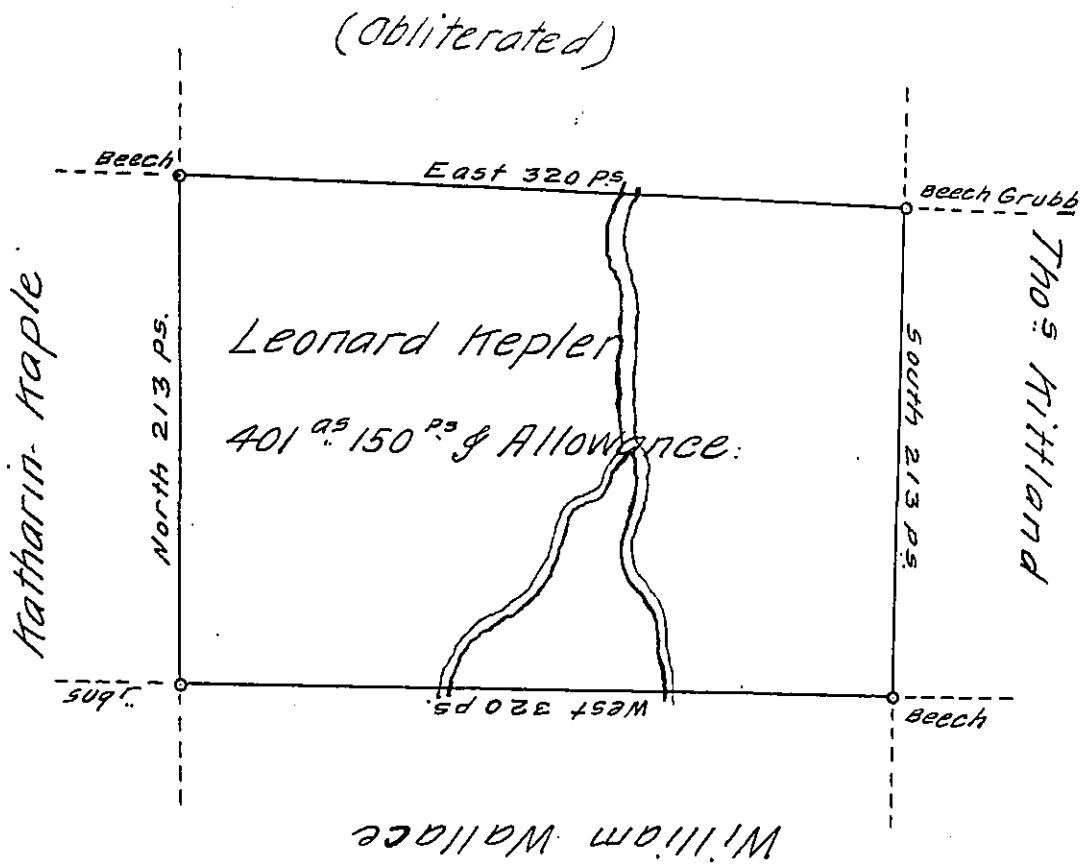 (Obliterated)
Beech
East 320 ps.
Beech Grubb
Katharin Kaple
North 213 ps.
Leonard Kepler
401 as 150 ps & Allowance.
South 213 ps.
Thos Kittland
sugr.
West 320 ps.
Beech
William Wallace